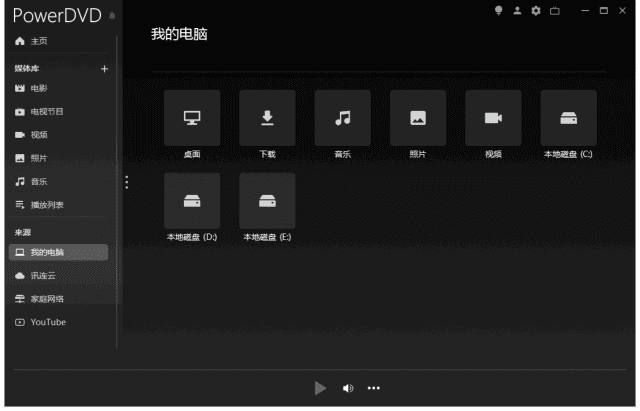 PowerDVD
主页
媒体库
电影
电视节目
视频
照片
音乐
播放列表
来源
我的电脑
讯连云
家庭网络
YouTube
我的电脑
桌面
下载
音乐
照片
视频
本地磁盘 (C:)
本地磁盘 (D:)
本地磁盘 (E:)